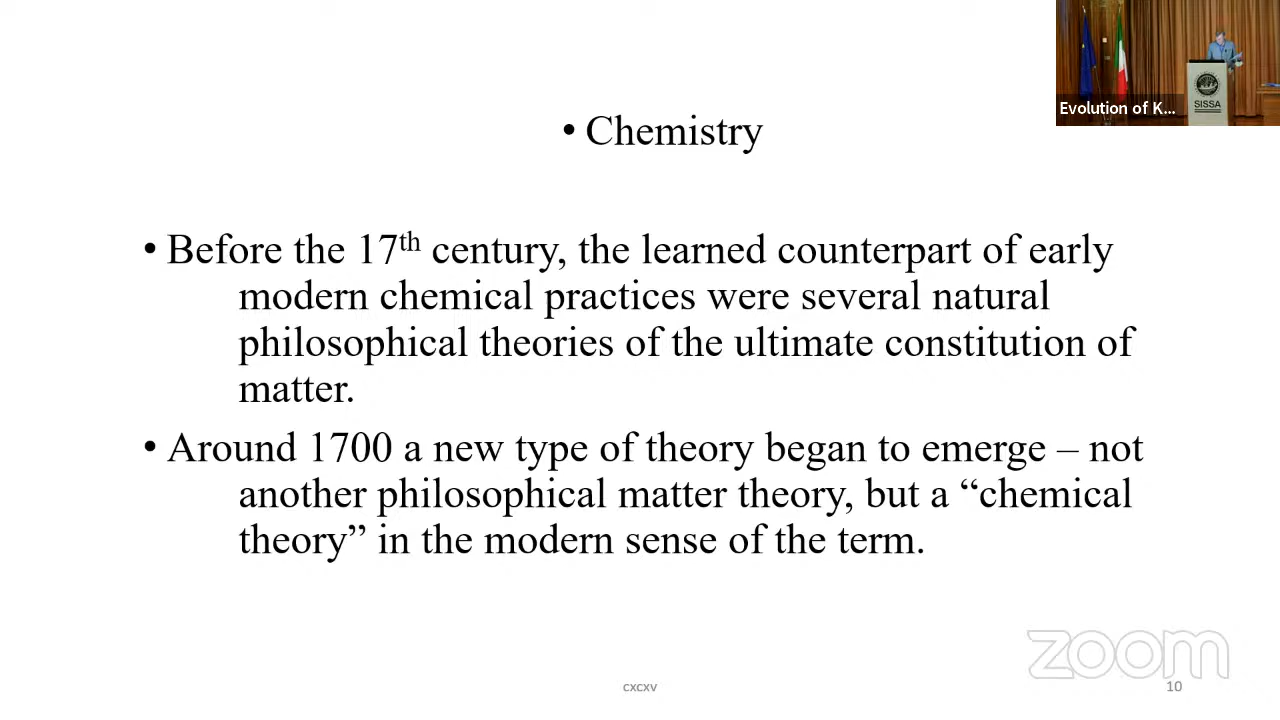 • Chemistry
• Before the 17th century, the learned counterpart of early
modern chemical practices were several natural
philosophical theories of the ultimate constitution of
matter.
• Around 1700 a new type of theory began to emerge – not
another philosophical matter theory, but a “chemical
theory” in the modern sense of the term.
Evolution of K...
SISSA
zoom
CXCXV
10